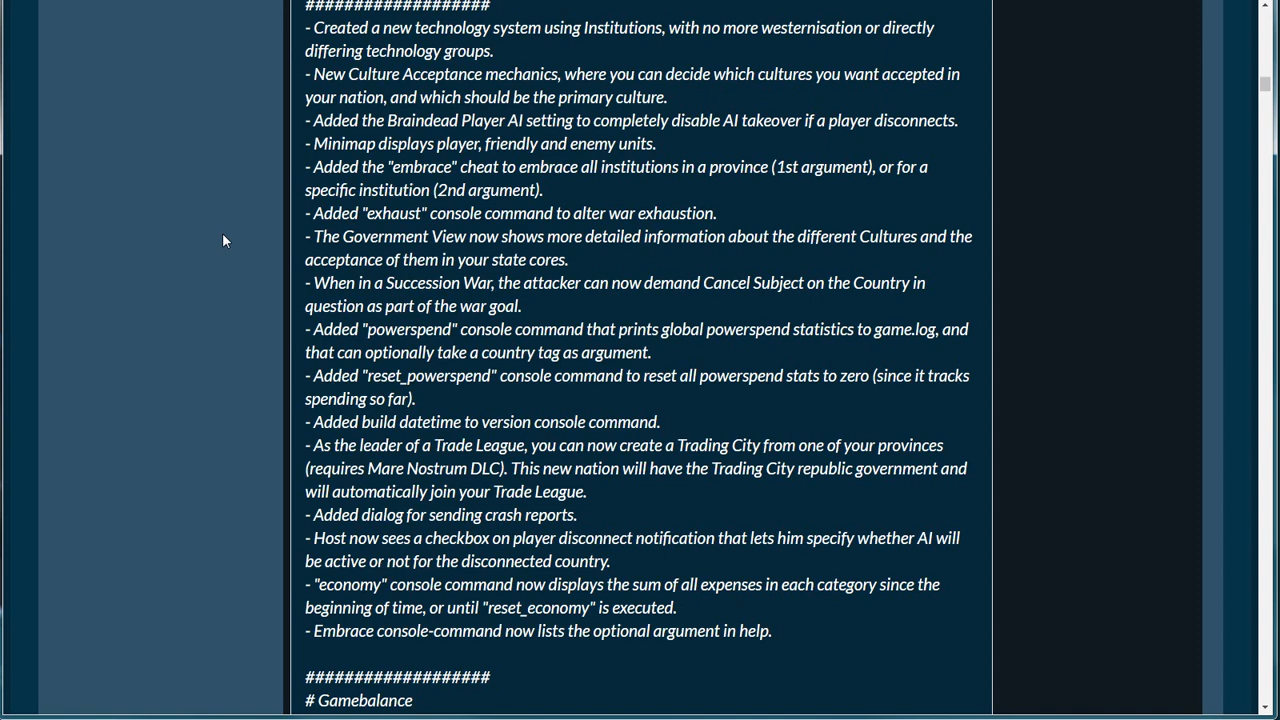 ###################
- Created a new technology system using Institutions, with no more westernisation or directly
differing technology groups.
- New Culture Acceptance mechanics, where you can decide which cultures you want accepted in
your nation, and which should be the primary culture.
- Added the Braindead Player AI setting to completely disable AI takeover if a player disconnects.
- Minimap displays player, friendly and enemy units.
- Added the "embrace" cheat to embrace all institutions in a province (1st argument), or for a
specific institution (2nd argument).
- Added "exhaust" console command to alter war exhaustion.
- The Government View now shows more detailed information about the different Cultures and the
acceptance of them in your state cores.
- When in a Succession War, the attacker can now demand Cancel Subject on the Country in
question as part of the war goal.
- Added "powerspend" console command that prints global powerspend statistics to game.log, and
that can optionally take a country tag as argument.
- Added "reset_powerspend" console command to reset all powerspend stats to zero (since it tracks
spending so far).
- Added build datetime to version console command.
- As the leader of a Trade League, you can now create a Trading City from one of your provinces
(requires Mare Nostrum DLC). This new nation will have the Trading City republic government and
will automatically join your Trade League.
- Added dialog for sending crash reports.
- Host now sees a checkbox on player disconnect notification that lets him specify whether AI will
be active or not for the disconnected country.
- "economy" console command now displays the sum of all expenses in each category since the
beginning of time, or until "reset_economy" is executed.
- Embrace console-command now lists the optional argument in help.
###################
# Gamebalance